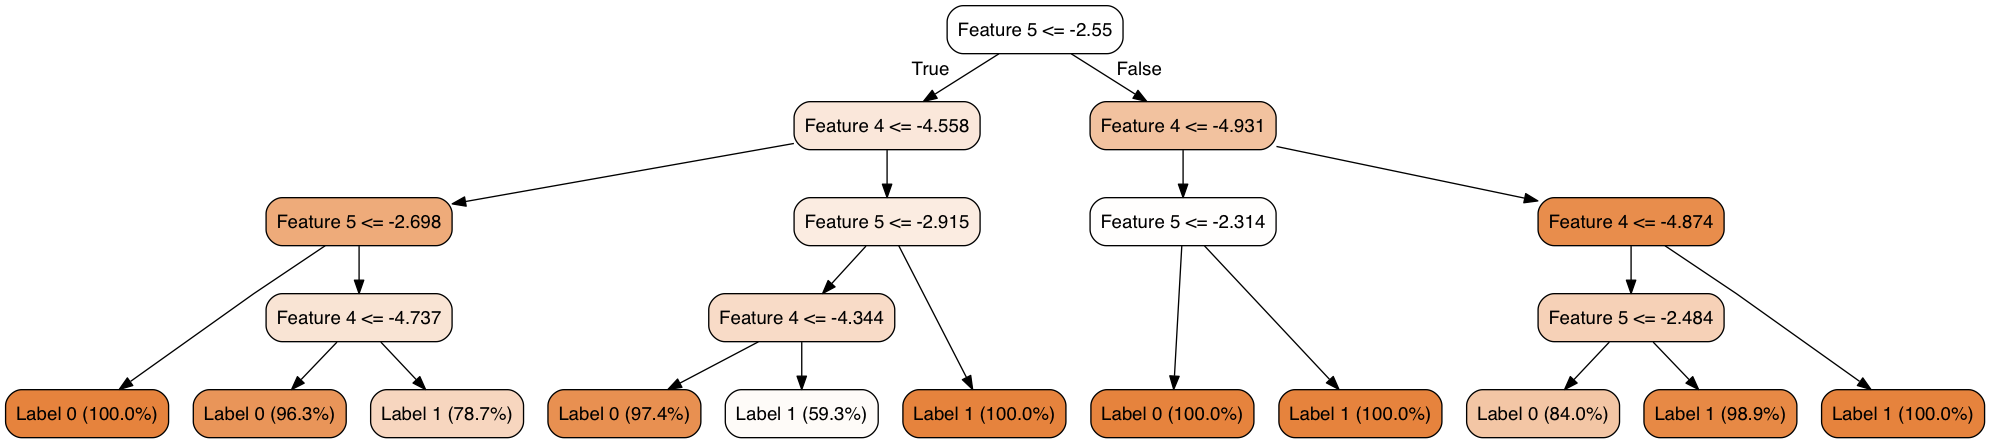 Feature 5 <= -2.55
True
False
Feature 4 <= -4.558
Feature 4 <= -4.931
Feature 5 <= -2.698
Feature 5 <= -2.915
Feature 5 <= -2.314
Feature 4 <= -4.874
Feature 4 <= -4.737
Feature 4 <= -4.344
Feature 5 <= -2.484
Label 0 (100.0%)
Label 0 (96.3%)
Label 1 (78.7%)
Label 0 (97.4%)
Label 1 (59.3%)
Label 1 (100.0%)
Label 0 (100.0%)
Label 1 (100.0%)
Label 0 (84.0%)
Label 1 (98.9%)
Label 1 (100.0%)